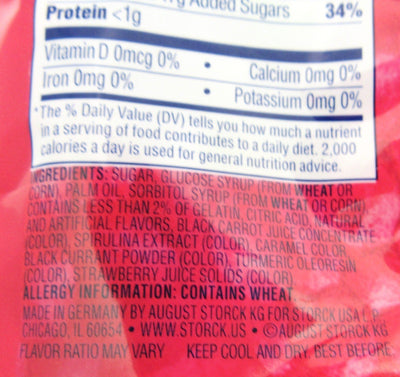 Added Sugars 34%
Protein <1g
Vitamin D 0mcg 0% • Calcium 0mg 0%
Iron 0mg 0% • Potassium 0mg 0%
*The % Daily Value (DV) tells you how much a nutrient
in a serving of food contributes to a daily diet. 2,000
calories a day is used for general nutrition advice.
INGREDIENTS: SUGAR, GLUCOSE SYRUP (FROM WHEAT OR
CORN), PALM OIL, SORBITOL SYRUP (FROM WHEAT OR CORN),
CONTAINS LESS THAN 2% OF GELATIN, CITRIC ACID, NATURAL
AND ARTIFICIAL FLAVORS, BLACK CARROT JUICE CONCENTRATE
(COLOR), SPIRULINA EXTRACT (COLOR), CARAMEL COLOR,
BLACK CURRANT POWDER (COLOR), TURMERIC OLEORESIN
(COLOR), STRAWBERRY JUICE SOLIDS (COLOR).
ALLERGY INFORMATION: CONTAINS WHEAT.
MADE IN GERMANY BY AUGUST STORCK KG FOR STORCK USA L.P.
CHICAGO, IL 60654 • WWW.STORCK.US • ©AUGUST STORCK KG
FLAVOR RATIO MAY VARY KEEP COOL AND DRY. BEST BEFORE: